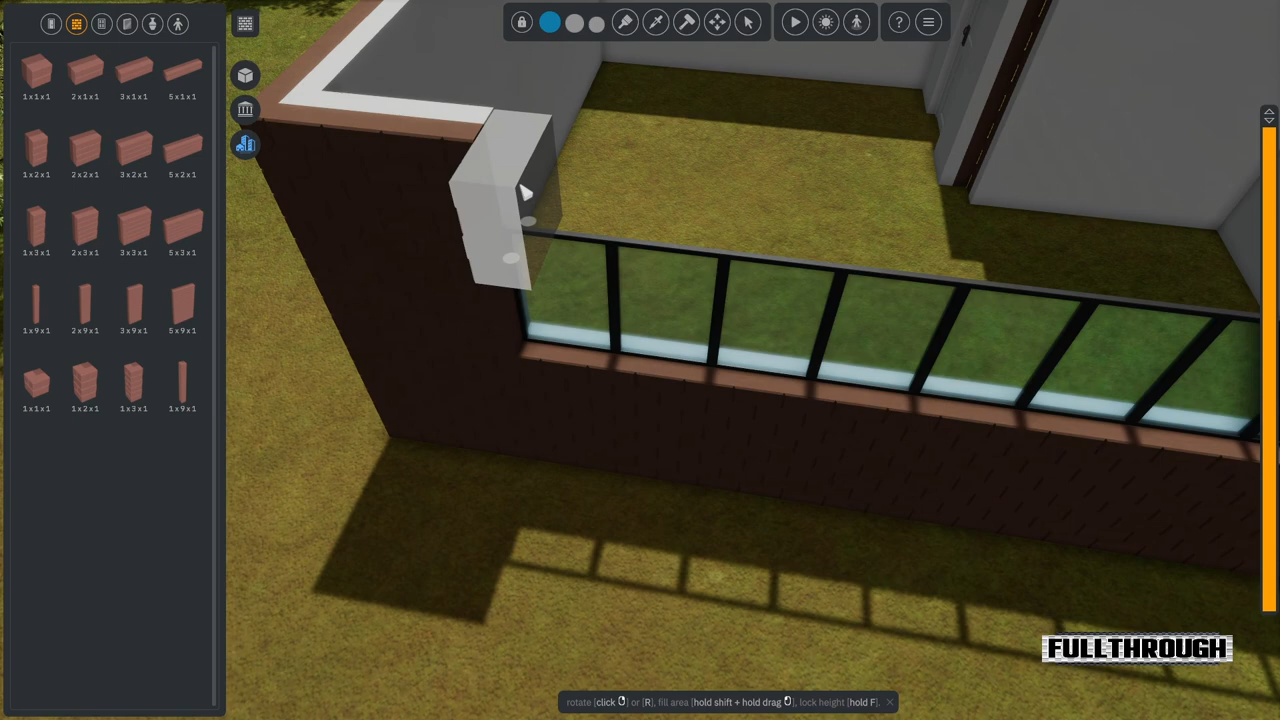 1x1x1 2x1x1 3x1x1 5x1x1
1x2x1 2x2x1 3x2x1 5x2x1
1x3x1 2x3x1 3x3x1 5x3x1
1x9x1 2x9x1 3x9x1 5x9x1
1x1x1 1x2x1 1x3x1 1x9x1
?
FULLTHROUGH
rotate [click] or [R], fill area [hold shift + hold drag], lock height [hold F].